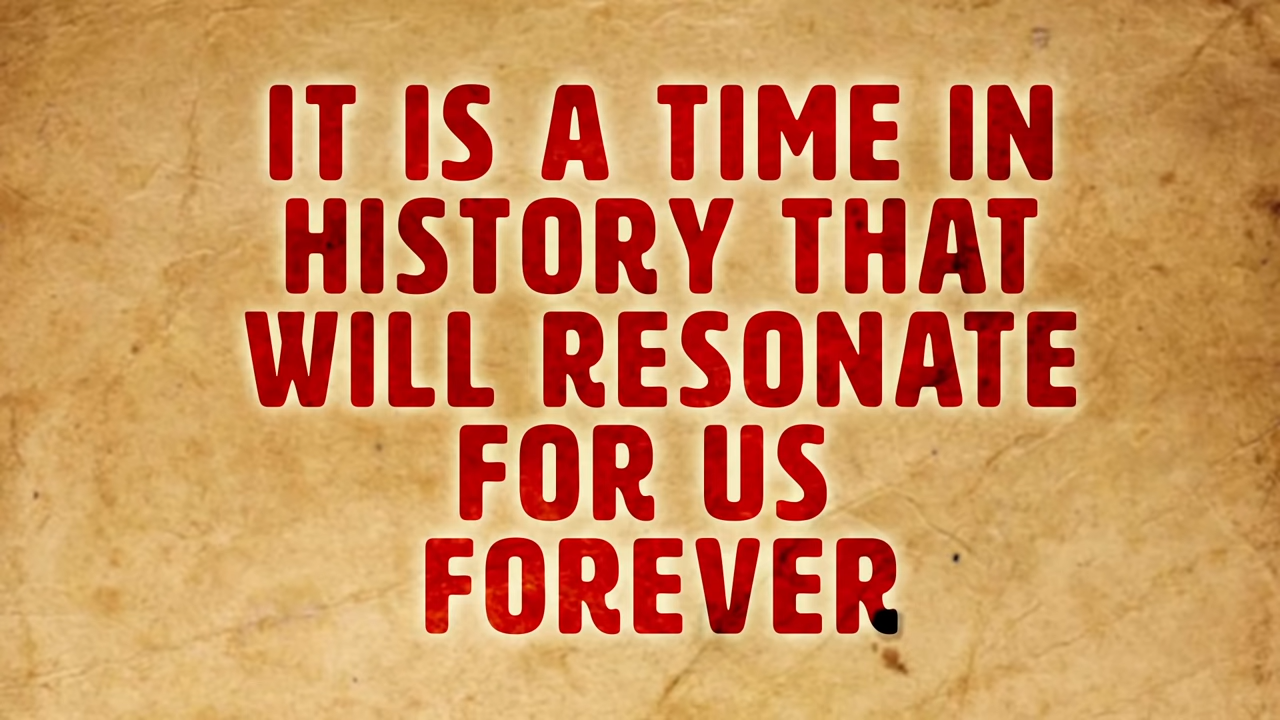 IT IS A TIME IN
HISTORY THAT
WILL RESONATE
FOR US
FOREVER